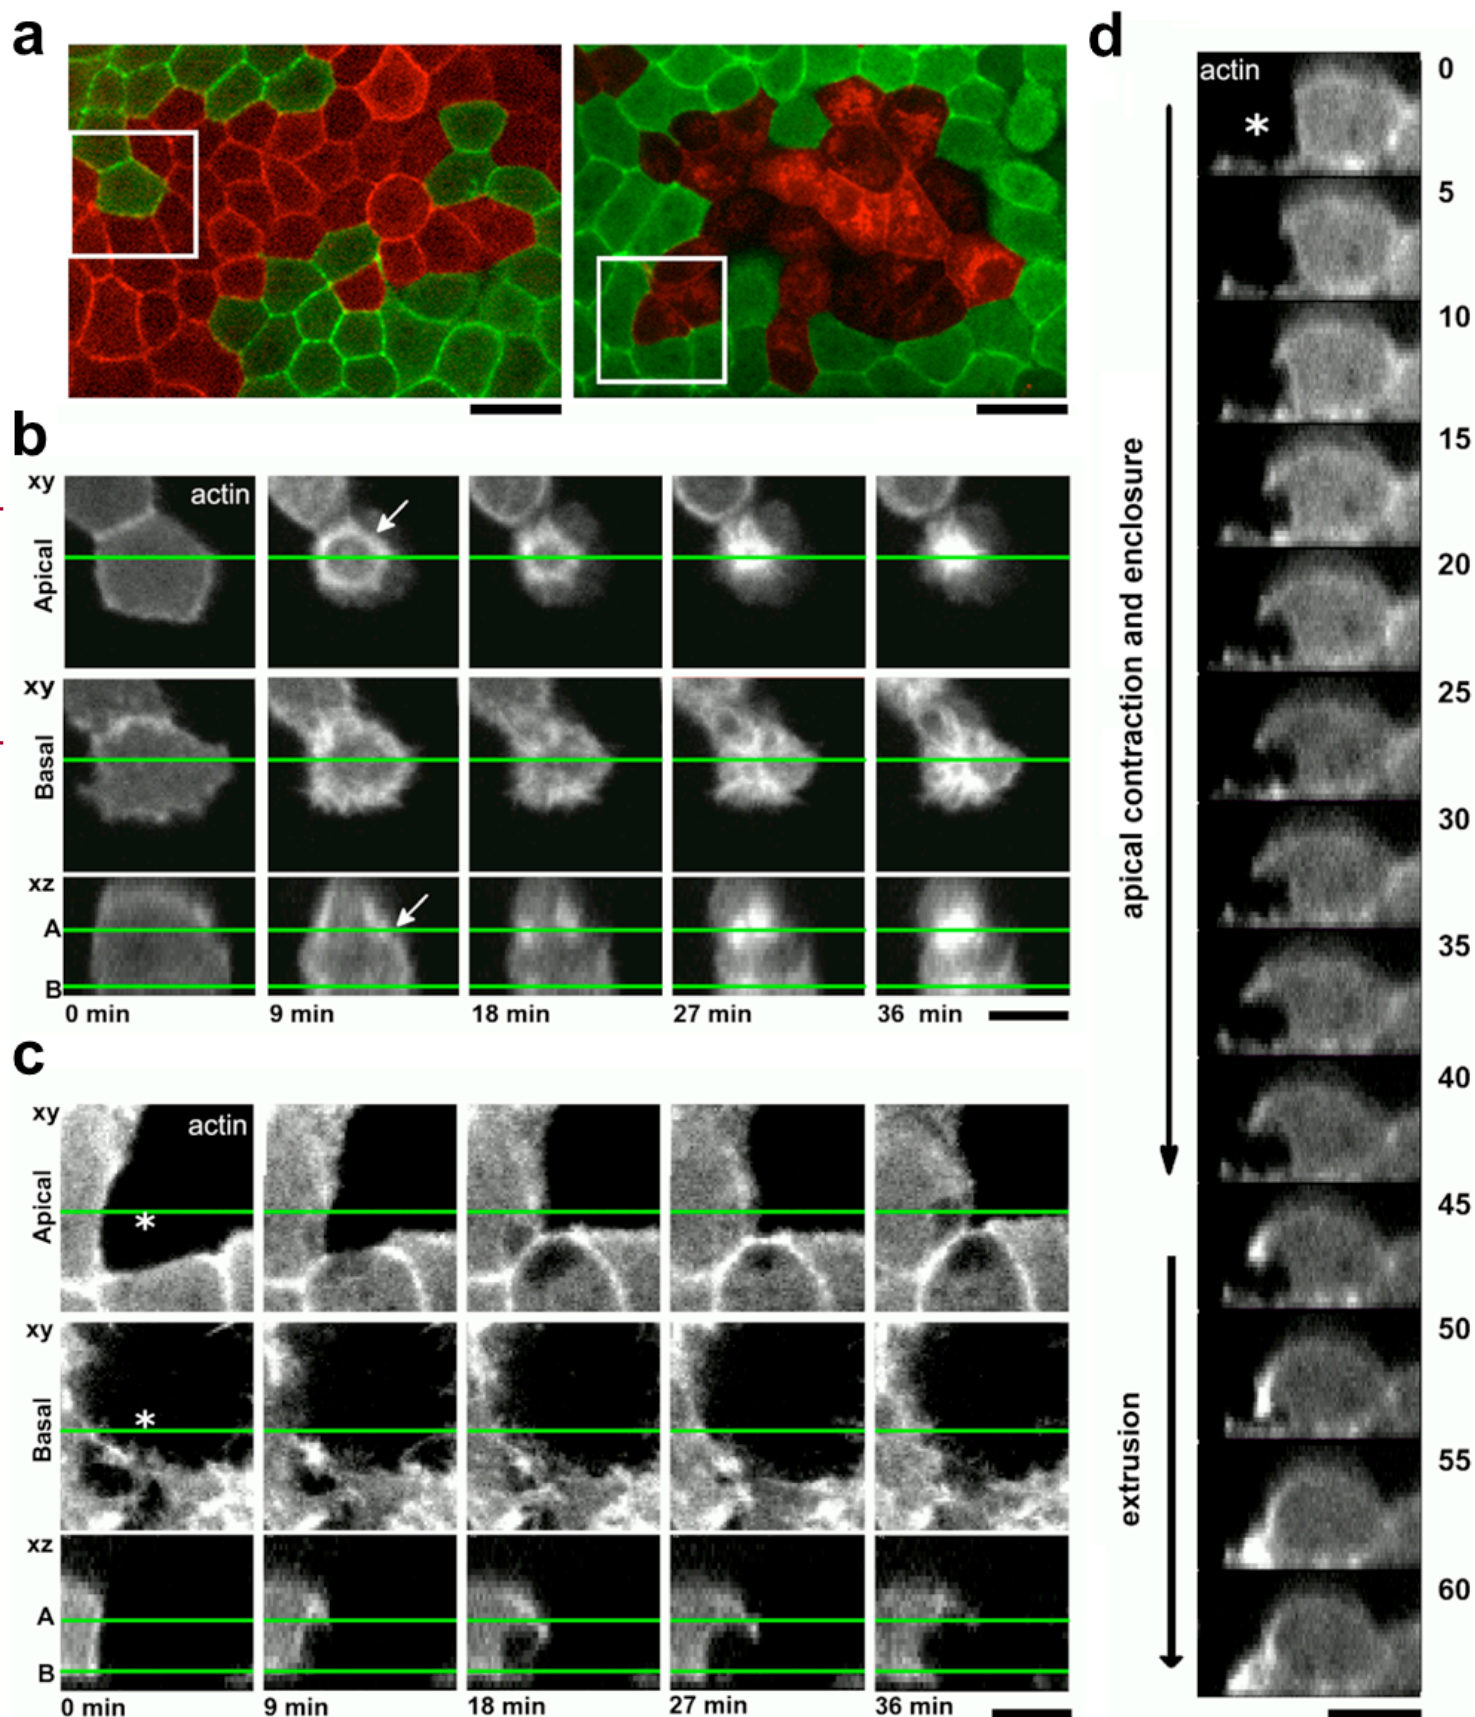 a
b
xy
actin
Apical
xy
Basal
xz
A
B
0 min
9 min
18 min
27 min
36 min
c
xy
actin
*
Apical
xy
*
Basal
xz
A
B
0 min
9 min
18 min
27 min
36 min
d
actin
*
0
5
10
15
20
25
30
35
40
45
50
55
60
apical contraction and enclosure
extrusion